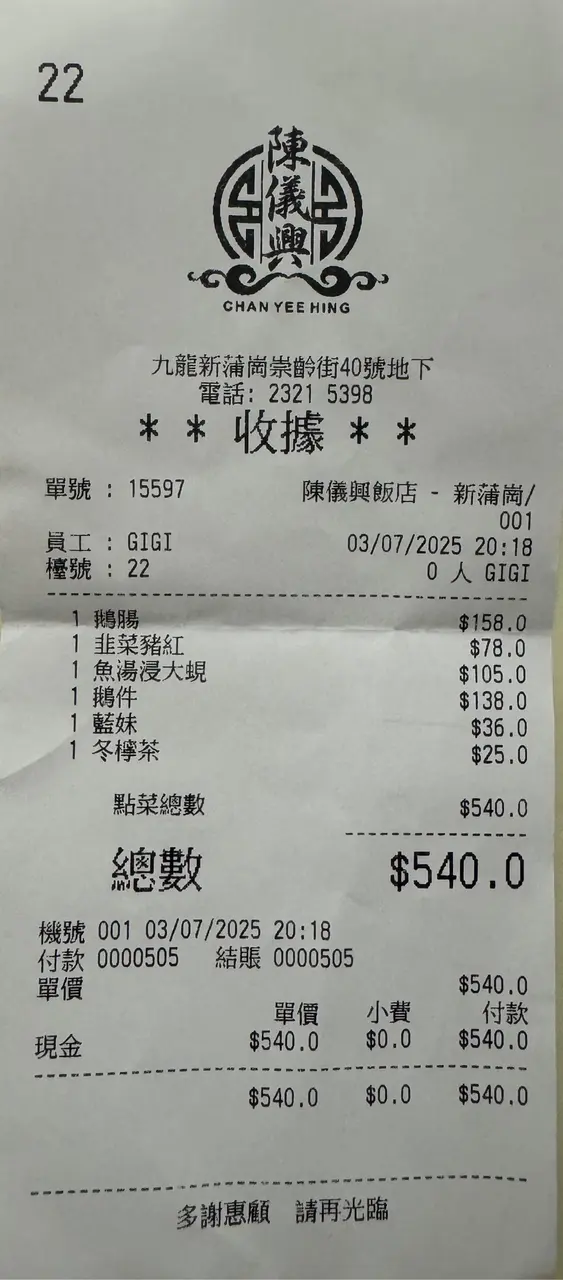 22
陳儀興
CHAN YEE HING
九龍新蒲崗崇齡街40號地下
電話: 2321 5398
* * 收據 * *
單號 : 15597 陳儀興飯店 - 新蒲崗/
001
員工 : GIGI 03/07/2025 20:18
檯號 : 22 0 人 GIGI
1 鵝腸 $158.0
1 韭菜豬紅 $78.0
1 魚湯浸大蜆 $105.0
1 鵝件 $138.0
1 藍妹 $36.0
1 冬檸茶 $25.0
點菜總數 $540.0
總數 $540.0
機號 001 03/07/2025 20:18
付款 0000505 結賬 0000505
單價 $540.0
單價 小費 付款
現金 $540.0 $0.0 $540.0
$540.0 $0.0 $540.0
多謝惠顧 請再光臨